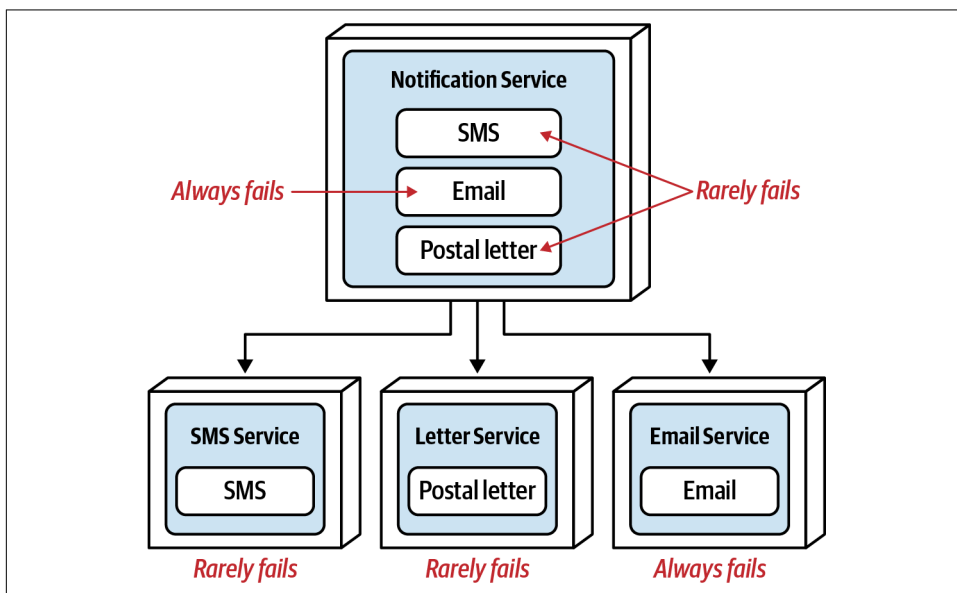 Notification Service
SMS
Always fails
Email
Rarely fails
Postal letter
SMS Service
SMS
Rarely fails
Letter Service
Postal letter
Rarely fails
Email Service
Email
Always fails